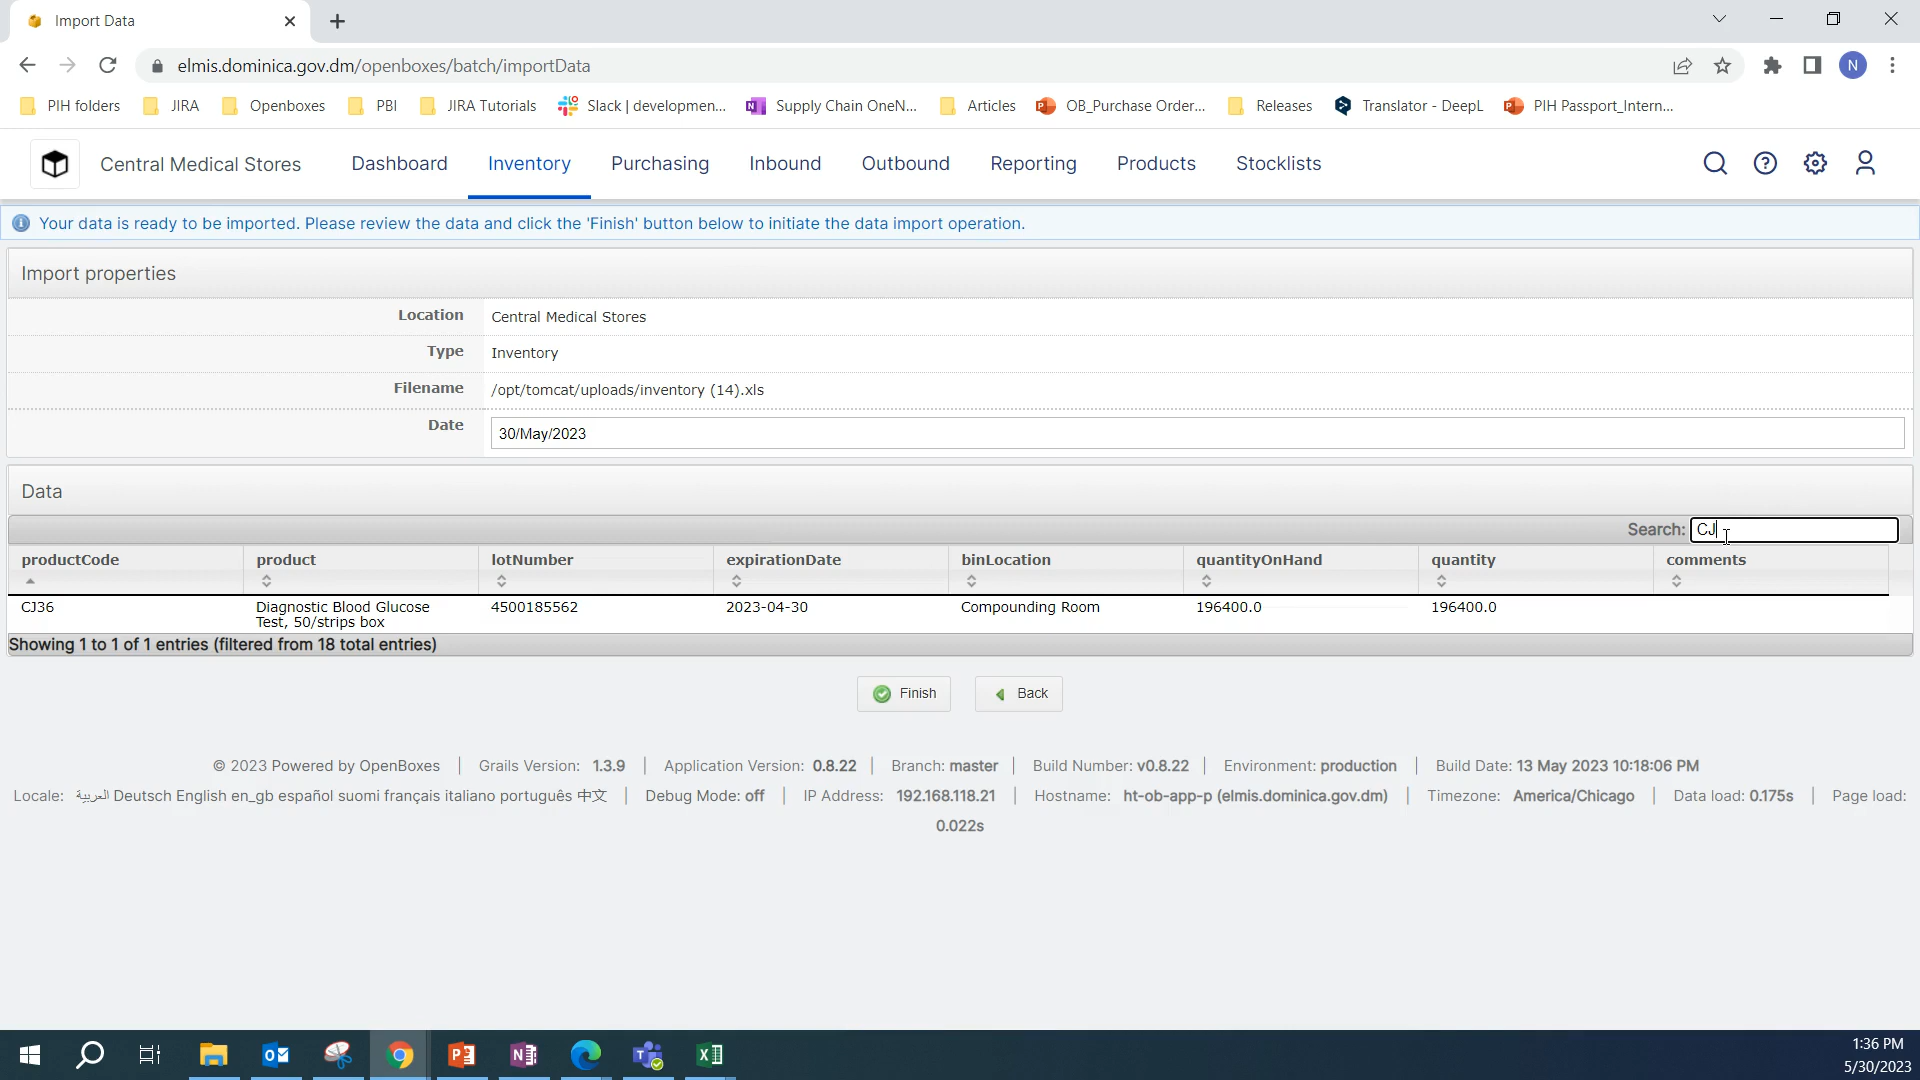 Import Data
elmis.dominica.gov.dm/openboxes/batch/importData
N
PIH folders JIRA Openboxes PBI JIRA Tutorials Slack | developmen... Supply Chain OneN... Articles OB_Purchase Order... Releases Translator - DeepL PIH Passport_Intern...
Central Medical Stores Dashboard Inventory Purchasing Inbound Outbound Reporting Products Stocklists
Your data is ready to be imported. Please review the data and click the 'Finish' button below to initiate the data import operation.
Import properties
Location Central Medical Stores
Type Inventory
Filename /opt/tomcat/uploads/inventory (14).xls
Date 30/May/2023
Data
Search: CJ
productCode product lotNumber expirationDate binLocation quantityOnHand quantity comments
CJ36 Diagnostic Blood Glucose 4500185562 2023-04-30 Compounding Room 196400.0 196400.0
Test, 50/strips box
Showing 1 to 1 of 1 entries (filtered from 18 total entries)
Finish Back
© 2023 Powered by OpenBoxes | Grails Version: 1.3.9 | Application Version: 0.8.22 | Branch: master | Build Number: v0.8.22 | Environment: production | Build Date: 13 May 2023 10:18:06 PM
Locale: العربية Deutsch English en_gb español suomi français italiano português 中文 | Debug Mode: off | IP Address: 192.168.118.21 | Hostname: ht-ob-app-p (elmis.dominica.gov.dm) | Timezone: America/Chicago | Data load: 0.175s | Page load:
0.022s
1:36 PM
5/30/2023